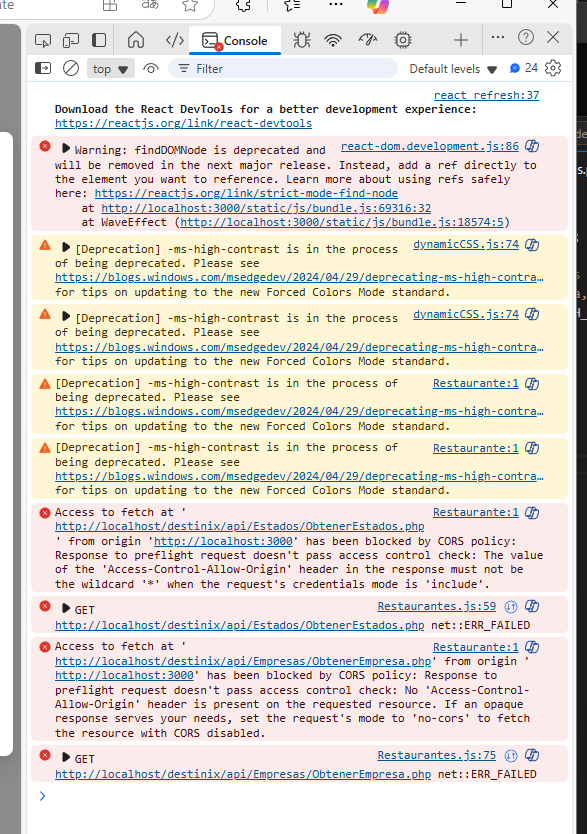 ate
aあ
Console
top
Filter
Default levels
24
react refresh:37
Download the React DevTools for a better development experience:
https://reactjs.org/link/react-devtools
react-dom.development.js:86
Warning: findDOMNode is deprecated and
will be removed in the next major release. Instead, add a ref directly to
the element you want to reference. Learn more about using refs safely
here: https://reactjs.org/link/strict-mode-find-node
at http://localhost:3000/static/js/bundle.js:69316:32
at WaveEffect (http://localhost:3000/static/js/bundle.js:18574:5)
dynamicCSS.js:74
[Deprecation] -ms-high-contrast is in the process
of being deprecated. Please see
https://blogs.windows.com/msedgedev/2024/04/29/deprecating-ms-high-contra…
for tips on updating to the new Forced Colors Mode standard.
dynamicCSS.js:74
[Deprecation] -ms-high-contrast is in the process
of being deprecated. Please see
https://blogs.windows.com/msedgedev/2024/04/29/deprecating-ms-high-contra…
for tips on updating to the new Forced Colors Mode standard.
[Deprecation] -ms-high-contrast is in the process of Restaurante:1
being deprecated. Please see
https://blogs.windows.com/msedgedev/2024/04/29/deprecating-ms-high-contra…
for tips on updating to the new Forced Colors Mode standard.
[Deprecation] -ms-high-contrast is in the process of Restaurante:1
being deprecated. Please see
https://blogs.windows.com/msedgedev/2024/04/29/deprecating-ms-high-contra…
for tips on updating to the new Forced Colors Mode standard.
Access to fetch at ' Restaurante:1
http://localhost/destinix/api/Estados/ObtenerEstados.php
' from origin 'http://localhost:3000' has been blocked by CORS policy:
Response to preflight request doesn't pass access control check: The value
of the 'Access-Control-Allow-Origin' header in the response must not be
the wildcard '*' when the request's credentials mode is 'include'.
GET Restaurantes.js:59
http://localhost/destinix/api/Estados/ObtenerEstados.php net::ERR_FAILED
Access to fetch at ' Restaurante:1
http://localhost/destinix/api/Empresas/ObtenerEmpresa.php' from origin '
http://localhost:3000' has been blocked by CORS policy: Response to
preflight request doesn't pass access control check: No 'Access-Control-
Allow-Origin' header is present on the requested resource. If an opaque
response serves your needs, set the request's mode to 'no-cors' to fetch
the resource with CORS disabled.
GET Restaurantes.js:75
http://localhost/destinix/api/Empresas/ObtenerEmpresa.php net::ERR_FAILED